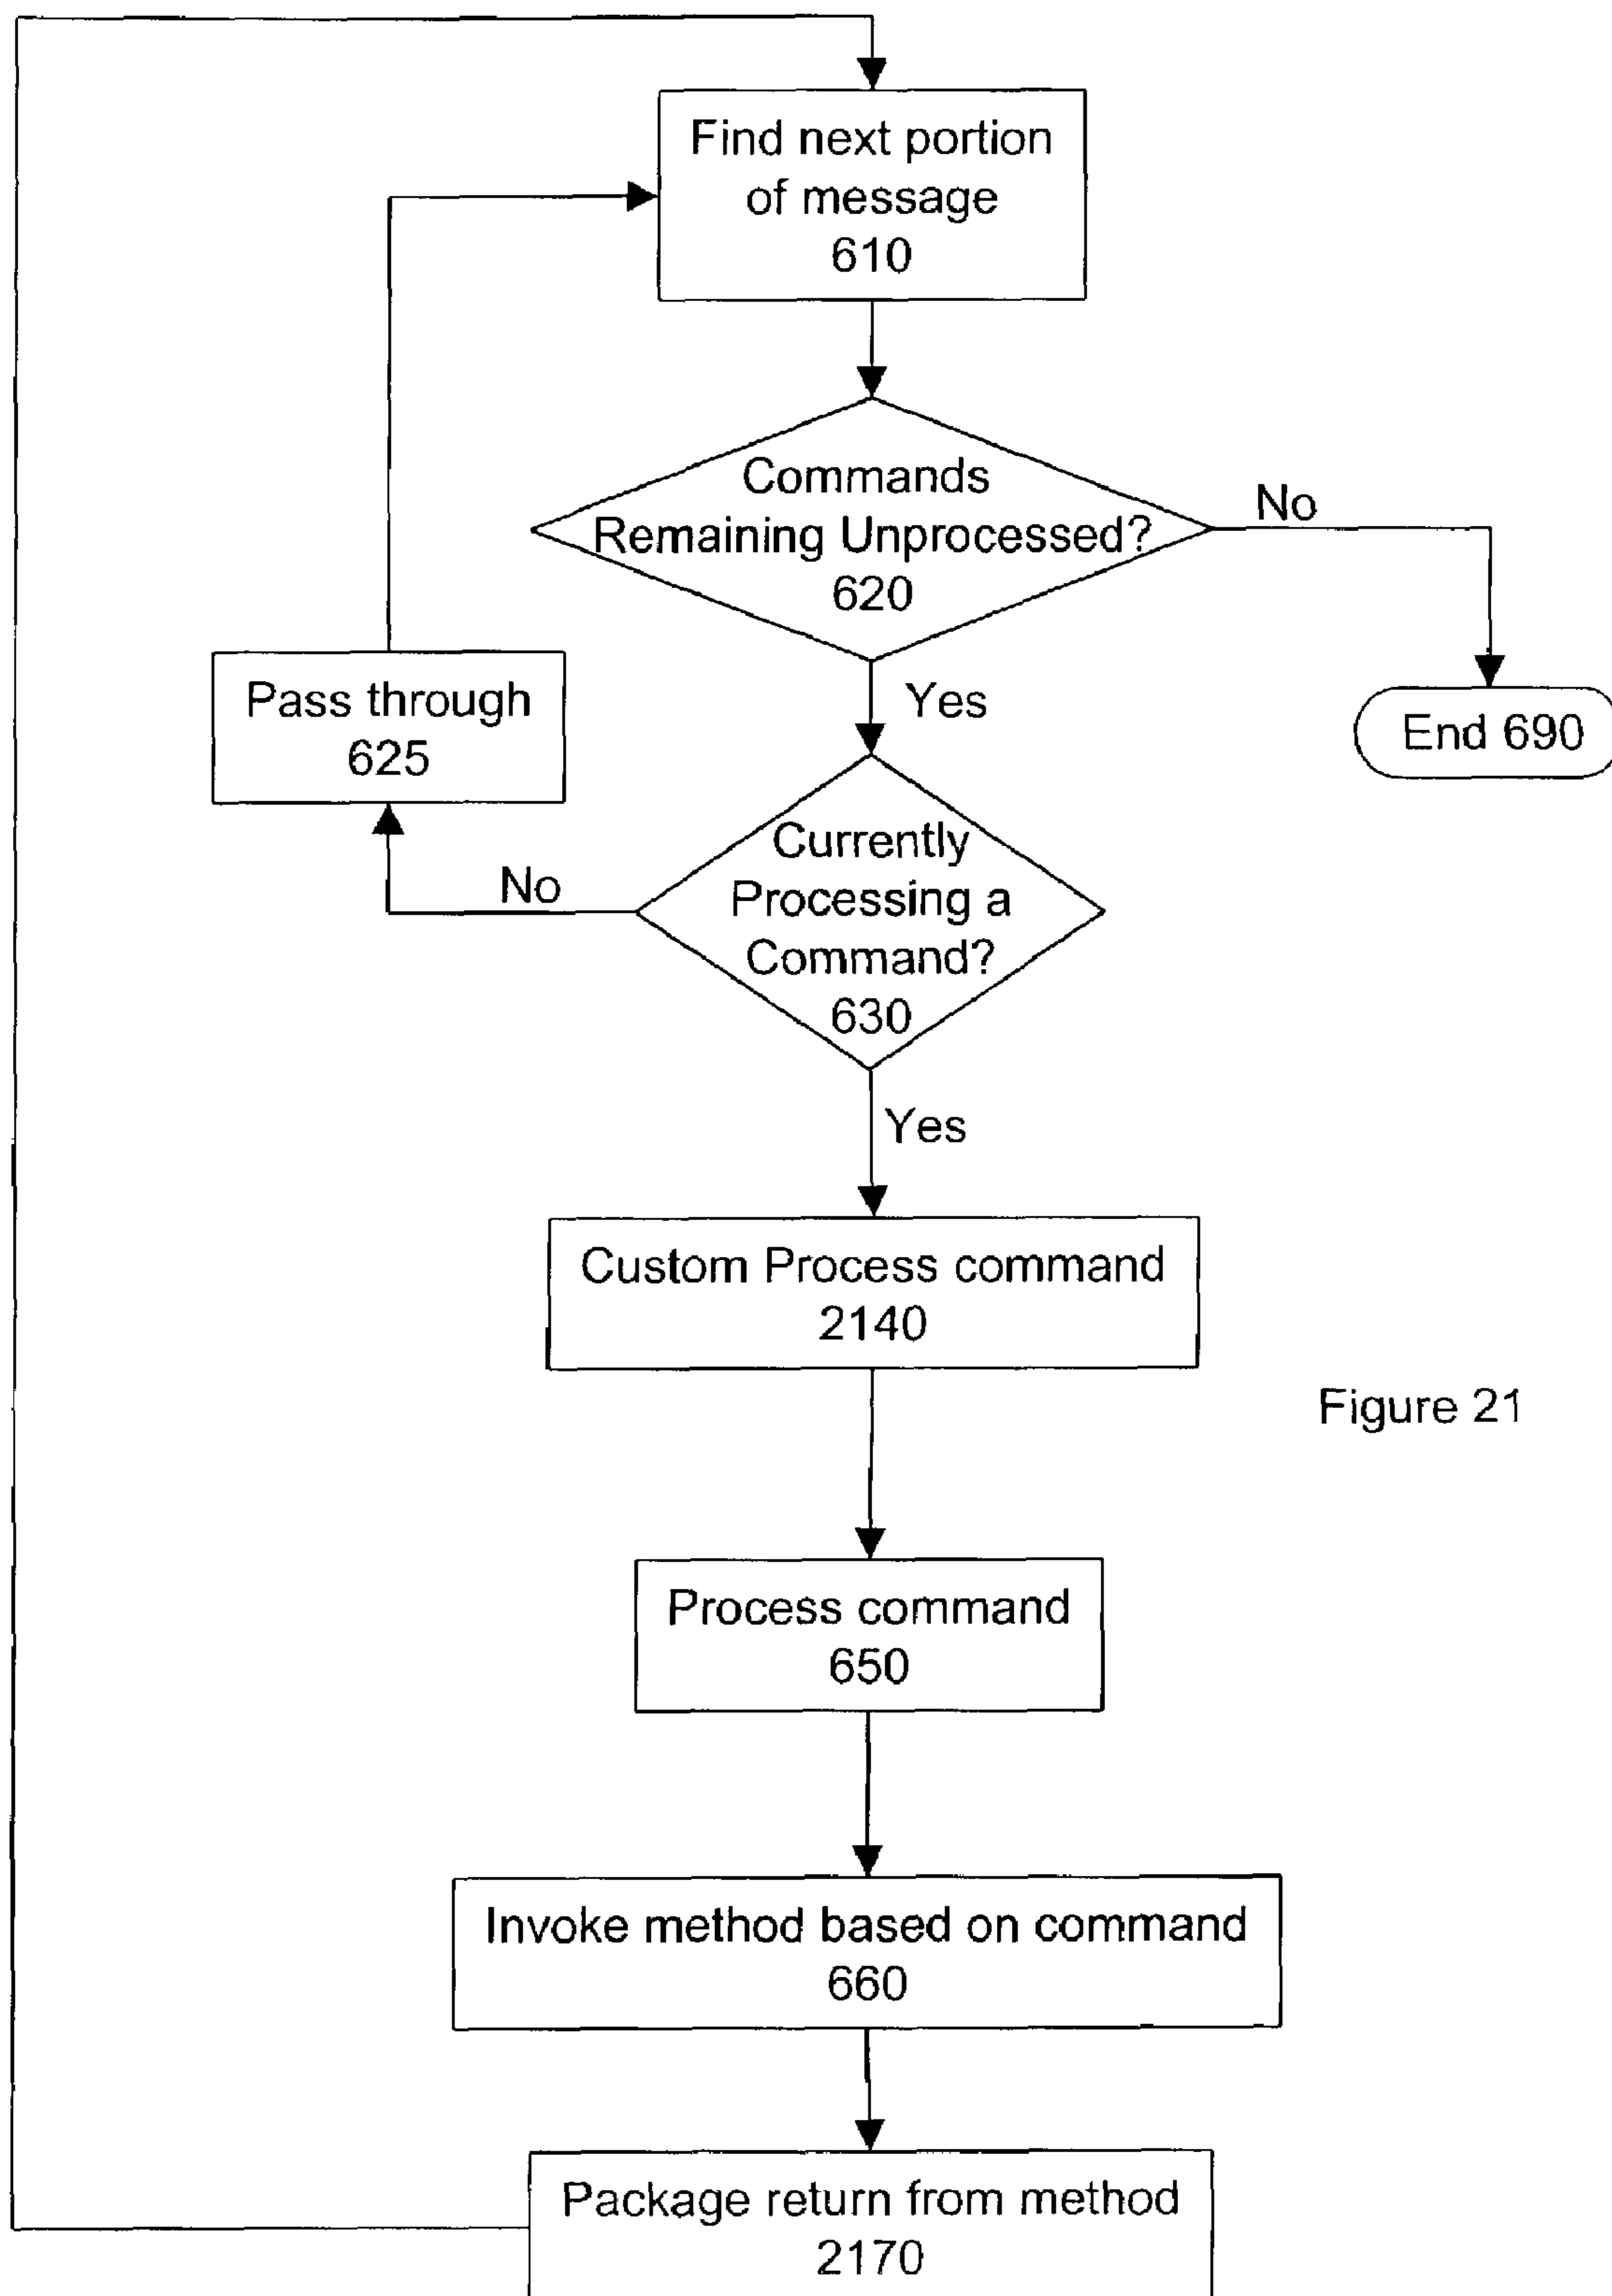 Find next portion
of message
610
Commands
Remaining Unprocessed?
620
No
Yes
Pass through
625
End 690
Currently
Processing a
Command?
630
No
Yes
Custom Process command
2140
Figure 21
Process command
650
Invoke method based on command
660
Package return from method
2170